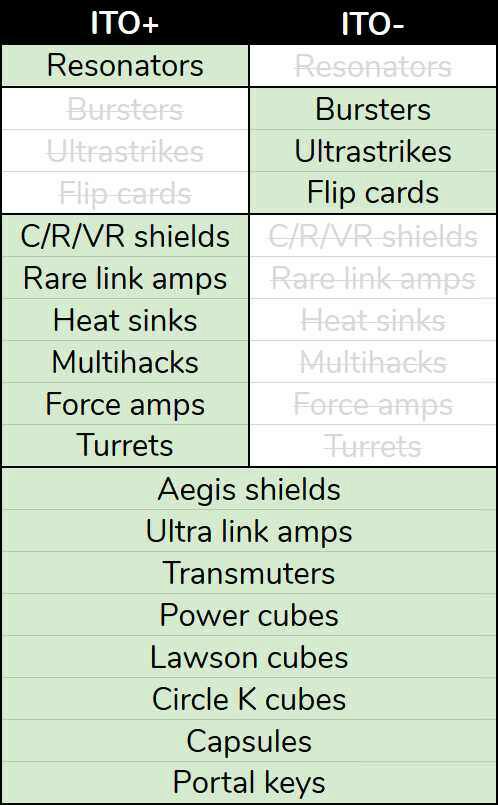 ITO+ ITO-
Resonators Resonators
Bursters Bursters
Ultrastrikes Ultrastrikes
Flip cards Flip cards
C/R/VR shields C/R/VR shields
Rare link amps Rare link amps
Heat sinks Heat sinks
Multihacks Multihacks
Force amps Force amps
Turrets Turrets
Aegis shields
Ultra link amps
Transmuters
Power cubes
Lawson cubes
Circle K cubes
Capsules
Portal keys